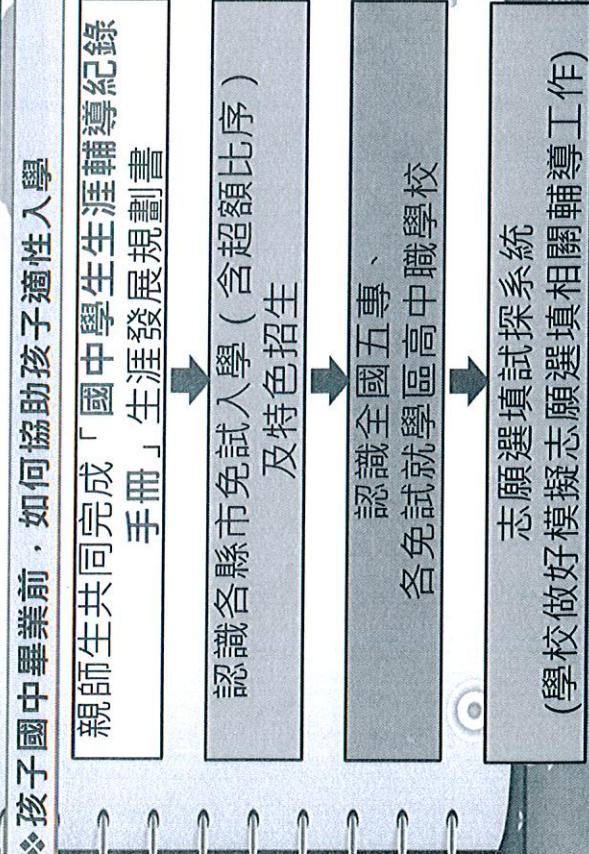 ❖孩子國中畢業前，如何協助孩子適性入學
親師生共同完成「國中學生生涯輔導紀錄
手冊」生涯發展規劃書
認識各縣市免試入學（含超額比序）
及特色招生
認識全國五專、
各免試就學區高中職學校
志願選填試探系統
(學校做好模擬志願選填相關輔導工作)